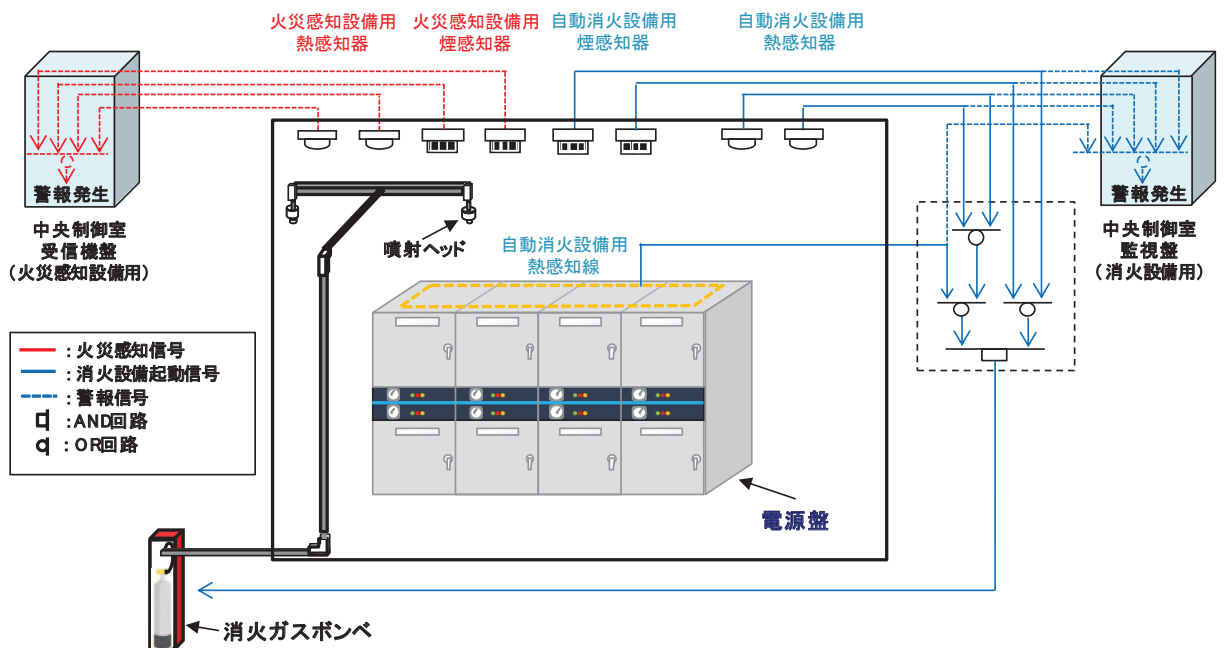 火災感知設備用
熱感知器
火災感知設備用
煙感知器
自動消火設備用
煙感知器
自動消火設備用
熱感知器
警報発生
中央制御室
受信機盤
(火災感知設備用)
噴射ヘッド
自動消火設備用
熱感知線
警報発生
中央制御室
監視盤
(消火設備用)
:火災感知信号
:消火設備起動信号
:警報信号
:AND回路
:OR回路
電源盤
消火ガスボンベ